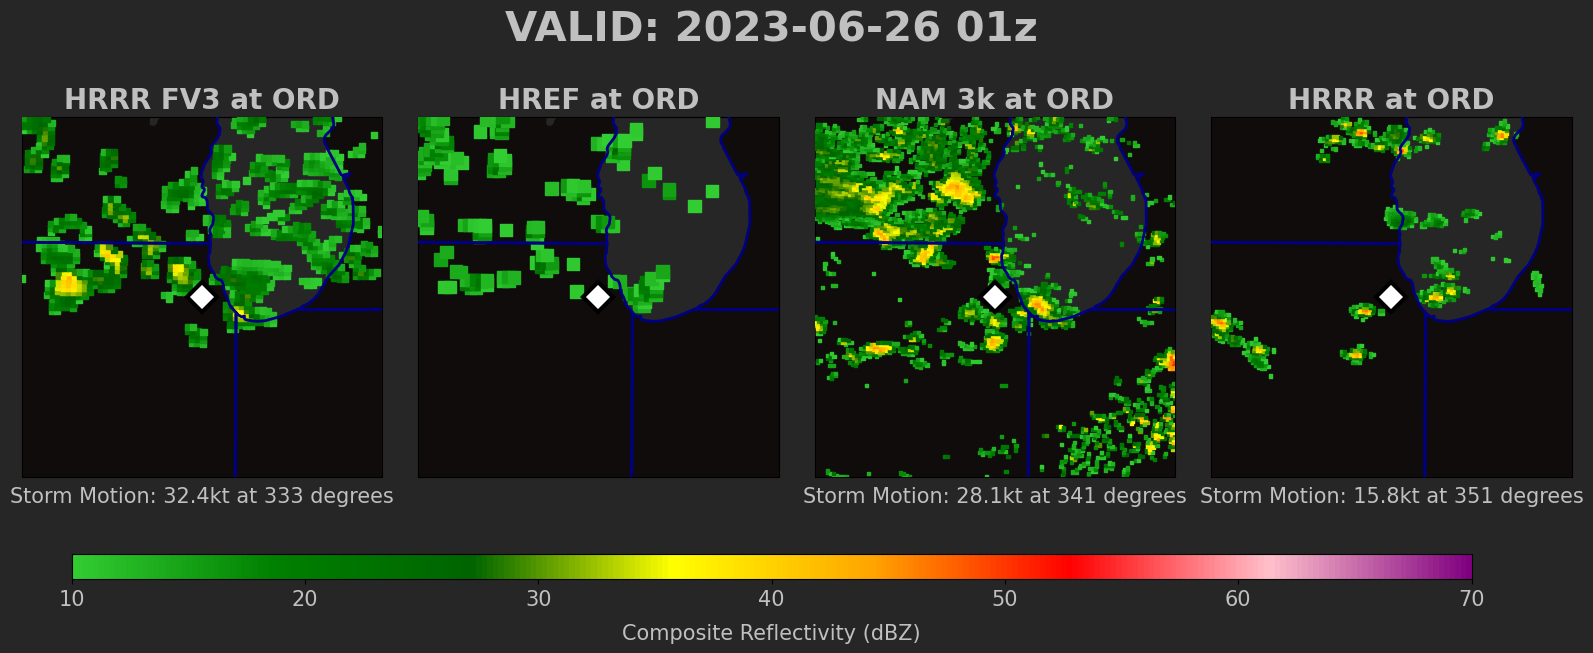 VALID: 2023-06-26 01z
HRRR FV3 at ORD
HREF at ORD
NAM 3k at ORD
HRRR at ORD
Storm Motion: 32.4kt at 333 degrees
Storm Motion: 28.1kt at 341 degrees
Storm Motion: 15.8kt at 351 degrees
10 20 30 40 50 60 70
Composite Reflectivity (dBZ)